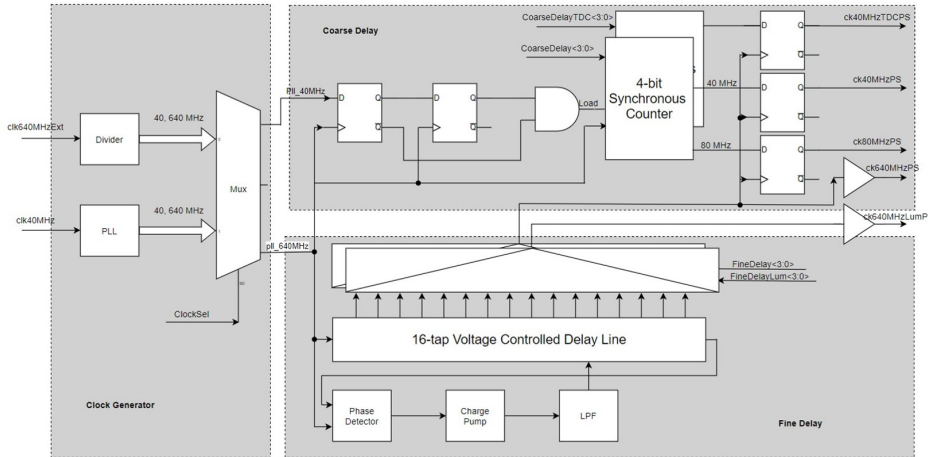 Coarse Delay
CoarseDelayTDC<3:0>
CoarseDelay<3:0>
D Q
ck40MHzTDCPS
Q
s
4-bit
Synchronous
Counter
Pll_40MHz
D Q
Q
D Q
Q
Load
40 MHz
D Q
ck40MHzPS
Q
80 MHz
D Q
ck80MHzPS
Q
ck640MHzPS
ck640MHzLumP
clk640MHzExt
Divider
40, 640 MHz
Mux
clk40MHz
PLL
40, 640 MHz
pll_640MHz
ClockSel
Clock Generator
FineDelay<3:0>
FineDelayLum<3:0>
16-tap Voltage Controlled Delay Line
Phase
Detector
Charge
Pump
LPF
Fine Delay